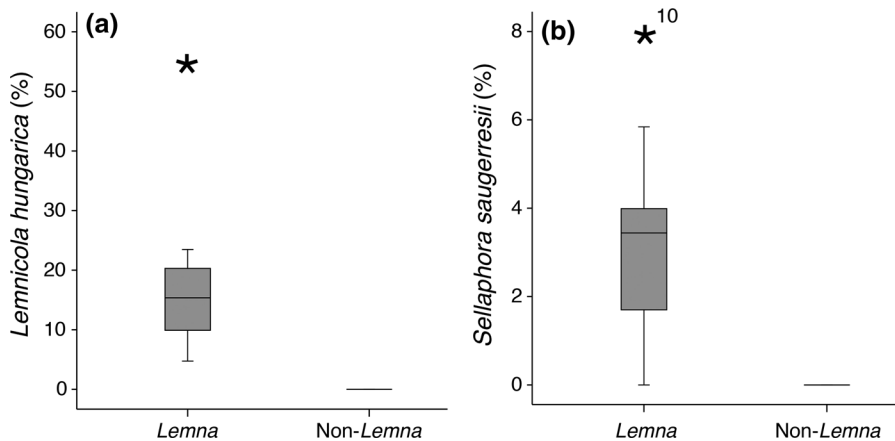 (a)
Lemnicola hungarica (%)
60
50
40
30
20
10
0
Lemna
Non-Lemna
(b)
10
Sellaphora saugerresii (%)
8
6
4
2
0
Lemna
Non-Lemna